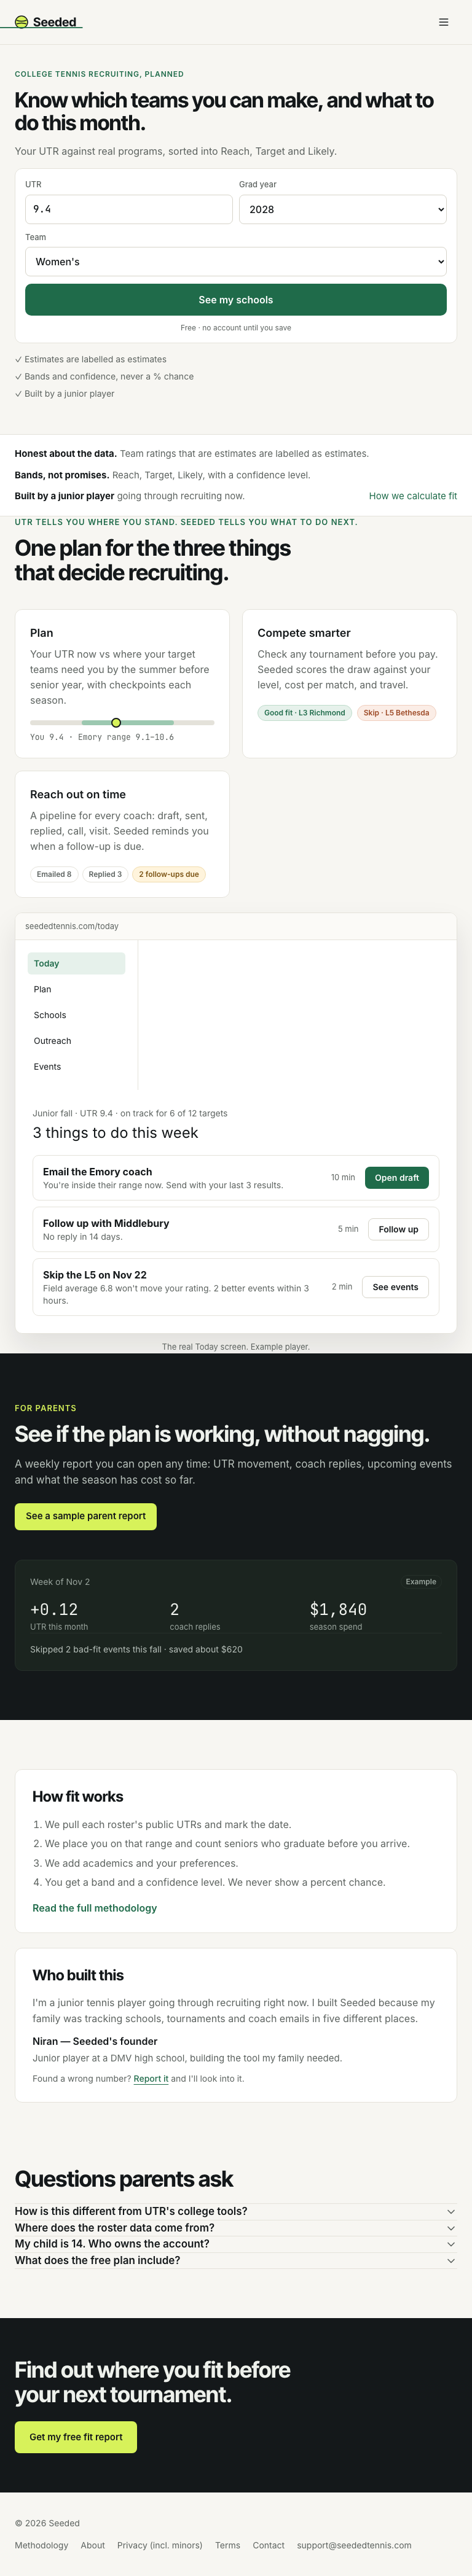 Seeded
COLLEGE TENNIS RECRUITING, PLANNED
Know which teams you can make, and what to
do this month.
Your UTR against real programs, sorted into Reach, Target and Likely.
UTR
Grad year
9.4
2028
Team
Women's
See my schools
Free · no account until you save
✓ Estimates are labelled as estimates
✓ Bands and confidence, never a % chance
✓ Built by a junior player
Honest about the data. Team ratings that are estimates are labelled as estimates.
Bands, not promises. Reach, Target, Likely, with a confidence level.
Built by a junior player going through recruiting now.
How we calculate fit
UTR TELLS YOU WHERE YOU STAND. SEEDED TELLS YOU WHAT TO DO NEXT.
One plan for the three things
that decide recruiting.
Plan
Your UTR now vs where your target
teams need you by the summer before
senior year, with checkpoints each
season.
You 9.4 · Emory range 9.1–10.6
Compete smarter
Check any tournament before you pay.
Seeded scores the draw against your
level, cost per match, and travel.
Good fit · L3 Richmond
Skip · L5 Bethesda
Reach out on time
A pipeline for every coach: draft, sent,
replied, call, visit. Seeded reminds you
when a follow-up is due.
Emailed 8
Replied 3
2 follow-ups due
seededtennis.com/today
Today
Plan
Schools
Outreach
Events
Junior fall · UTR 9.4 · on track for 6 of 12 targets
3 things to do this week
Email the Emory coach
You're inside their range now. Send with your last 3 results.
10 min
Open draft
Follow up with Middlebury
No reply in 14 days.
5 min
Follow up
Skip the L5 on Nov 22
Field average 6.8 won't move your rating. 2 better events within 3
hours.
2 min
See events
The real Today screen. Example player.
FOR PARENTS
See if the plan is working, without nagging.
A weekly report you can open any time: UTR movement, coach replies, upcoming events
and what the season has cost so far.
See a sample parent report
Week of Nov 2
Example
+0.12
2
$1,840
UTR this month
coach replies
season spend
Skipped 2 bad-fit events this fall · saved about $620
How fit works
1. We pull each roster's public UTRs and mark the date.
2. We place you on that range and count seniors who graduate before you arrive.
3. We add academics and your preferences.
4. You get a band and a confidence level. We never show a percent chance.
Read the full methodology
Who built this
I'm a junior tennis player going through recruiting right now. I built Seeded because my
family was tracking schools, tournaments and coach emails in five different places.
Niran — Seeded's founder
Junior player at a DMV high school, building the tool my family needed.
Found a wrong number? Report it and I'll look into it.
Questions parents ask
How is this different from UTR's college tools?
Where does the roster data come from?
My child is 14. Who owns the account?
What does the free plan include?
Find out where you fit before
your next tournament.
Get my free fit report
© 2026 Seeded
Methodology
About
Privacy (incl. minors)
Terms
Contact
support@seededtennis.com